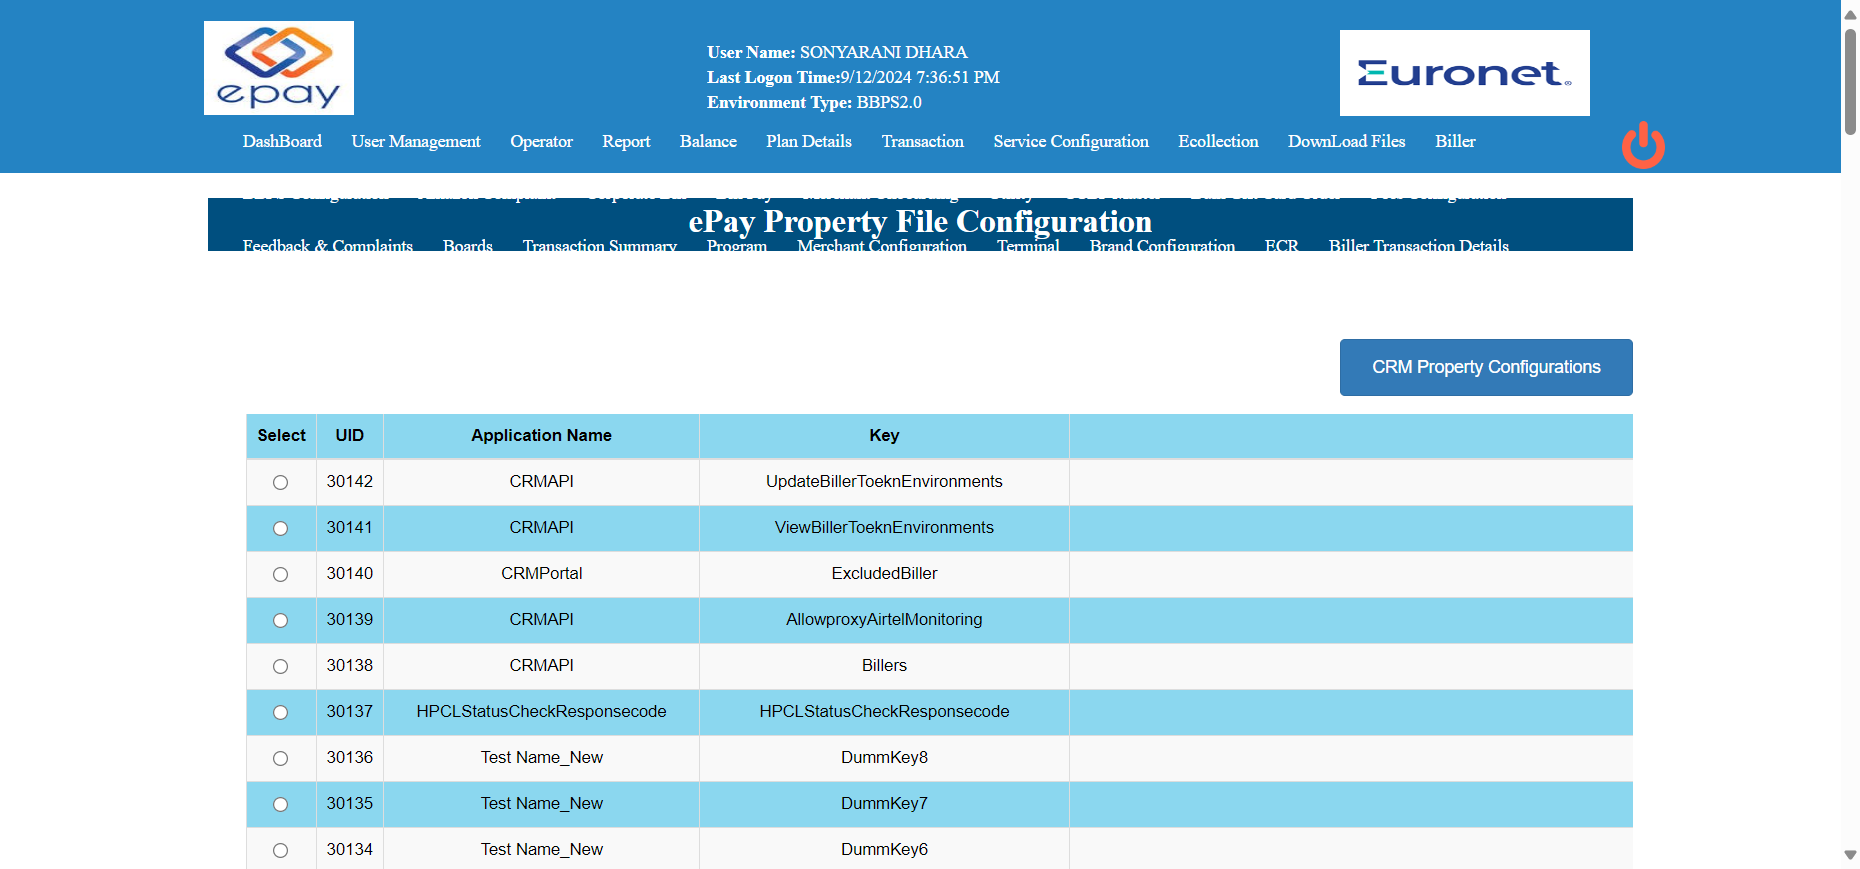 epay
User Name: SONYARANI DHARA
Last Logon Time:9/12/2024 7:36:51 PM
Environment Type: BBPS2.0
Euronet
DashBoard User Management Operator Report Balance Plan Details Transaction Service Configuration Ecollection DownLoad Files Biller
ePay Property File Configuration
Feedback & Complaints Boards Transaction Summary Program Merchant Configuration Terminal Brand Configuration ECR Biller Transaction Details
CRM Property Configurations
Select UID Application Name Key
30142 CRMAPI UpdateBillerToeknEnvironments
30141 CRMAPI ViewBillerToeknEnvironments
30140 CRMPortal ExcludedBiller
30139 CRMAPI AllowproxyAirtelMonitoring
30138 CRMAPI Billers
30137 HPCLStatusCheckResponsecode HPCLStatusCheckResponsecode
30136 Test Name_New DummKey8
30135 Test Name_New DummKey7
30134 Test Name_New DummKey6